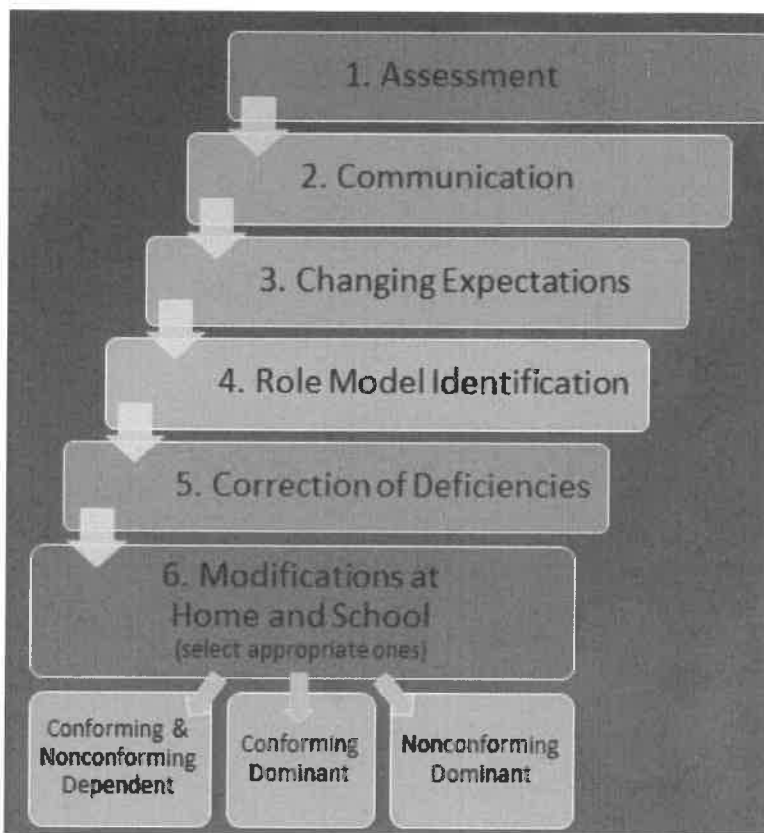 1. Assessment
2. Communication
3. Changing Expectations
4. Role Model Identification
5. Correction of Deficiencies
6. Modifications at
Home and School
(select appropriate ones)
Conforming &
Nonconforming
Dependent
Conforming
Dominant
Nonconforming
Dominant